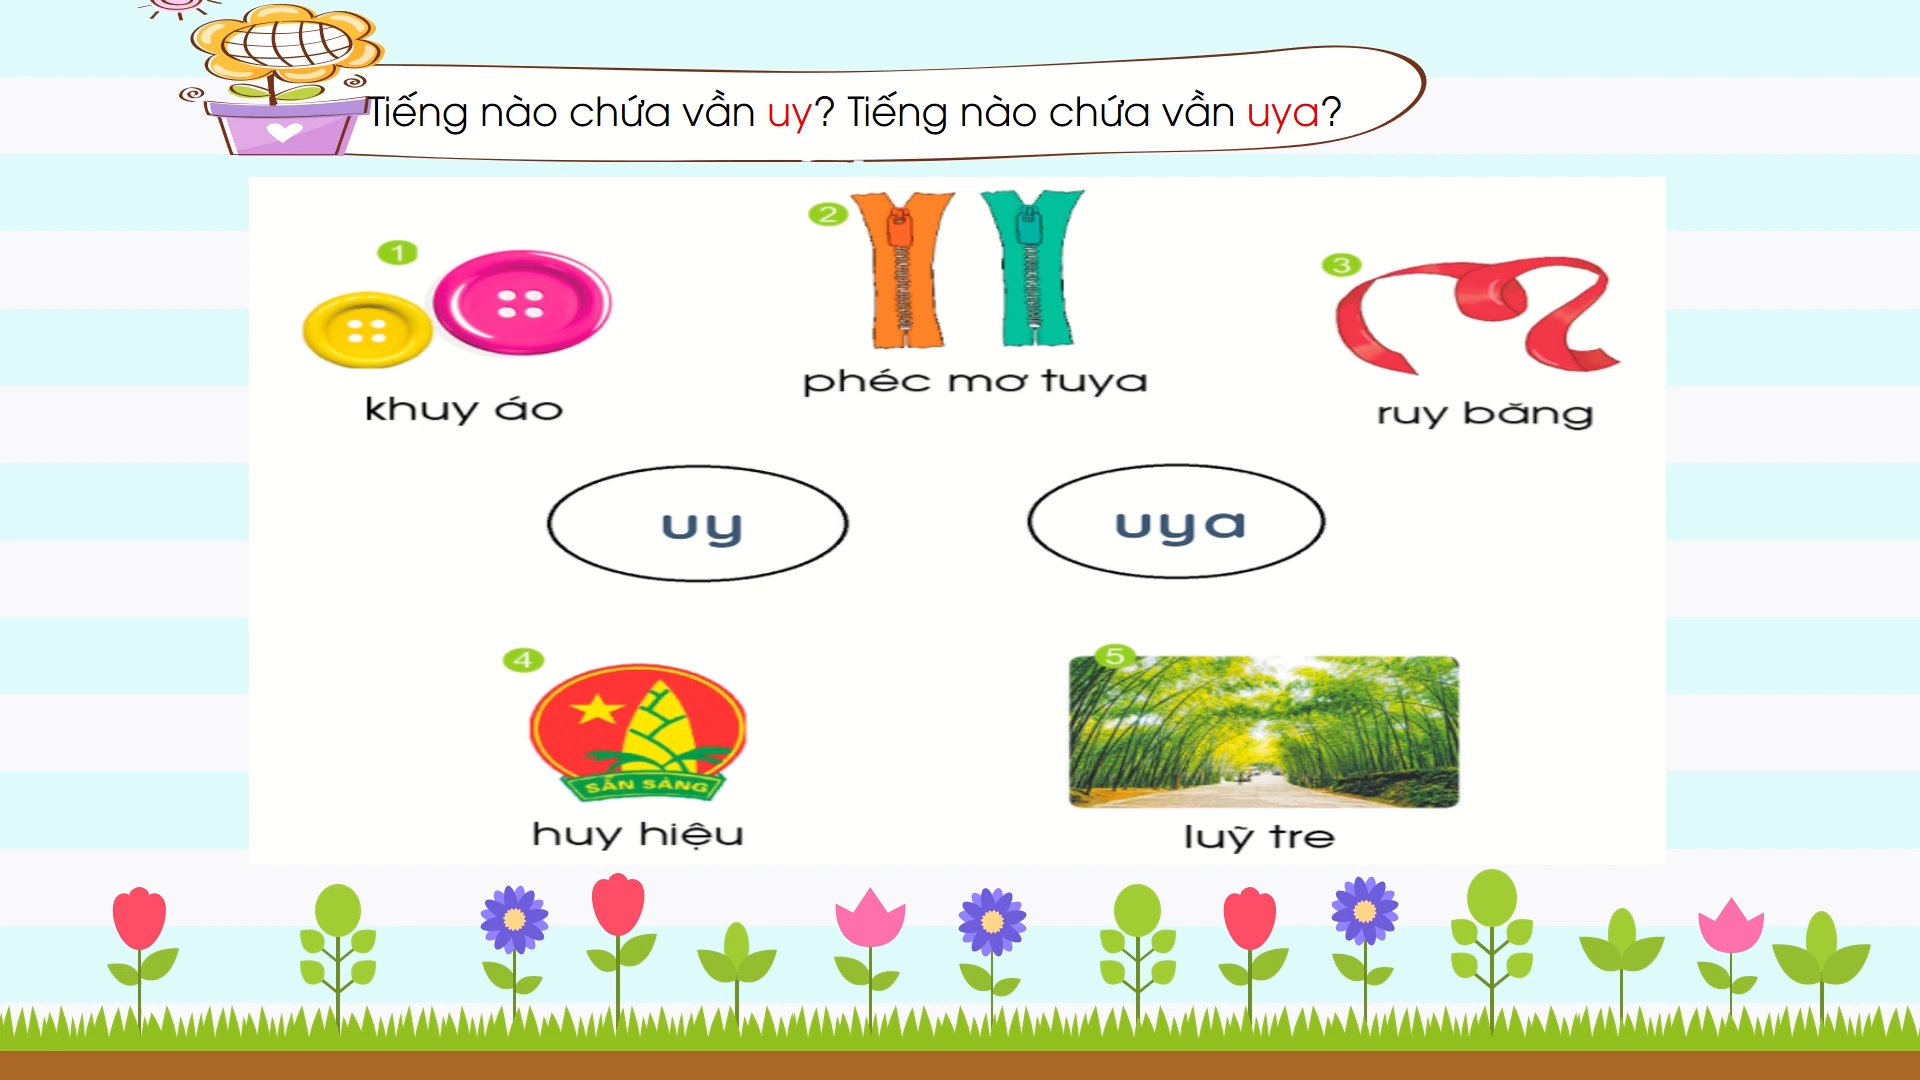 Tiếng nào chứa vần uy? Tiếng nào chứa vần uya?
1
khuy áo
2
phéc mơ tuya
3
ruy băng
uy
uya
4
SẴN SÀNG
huy hiệu
5
luỹ tre